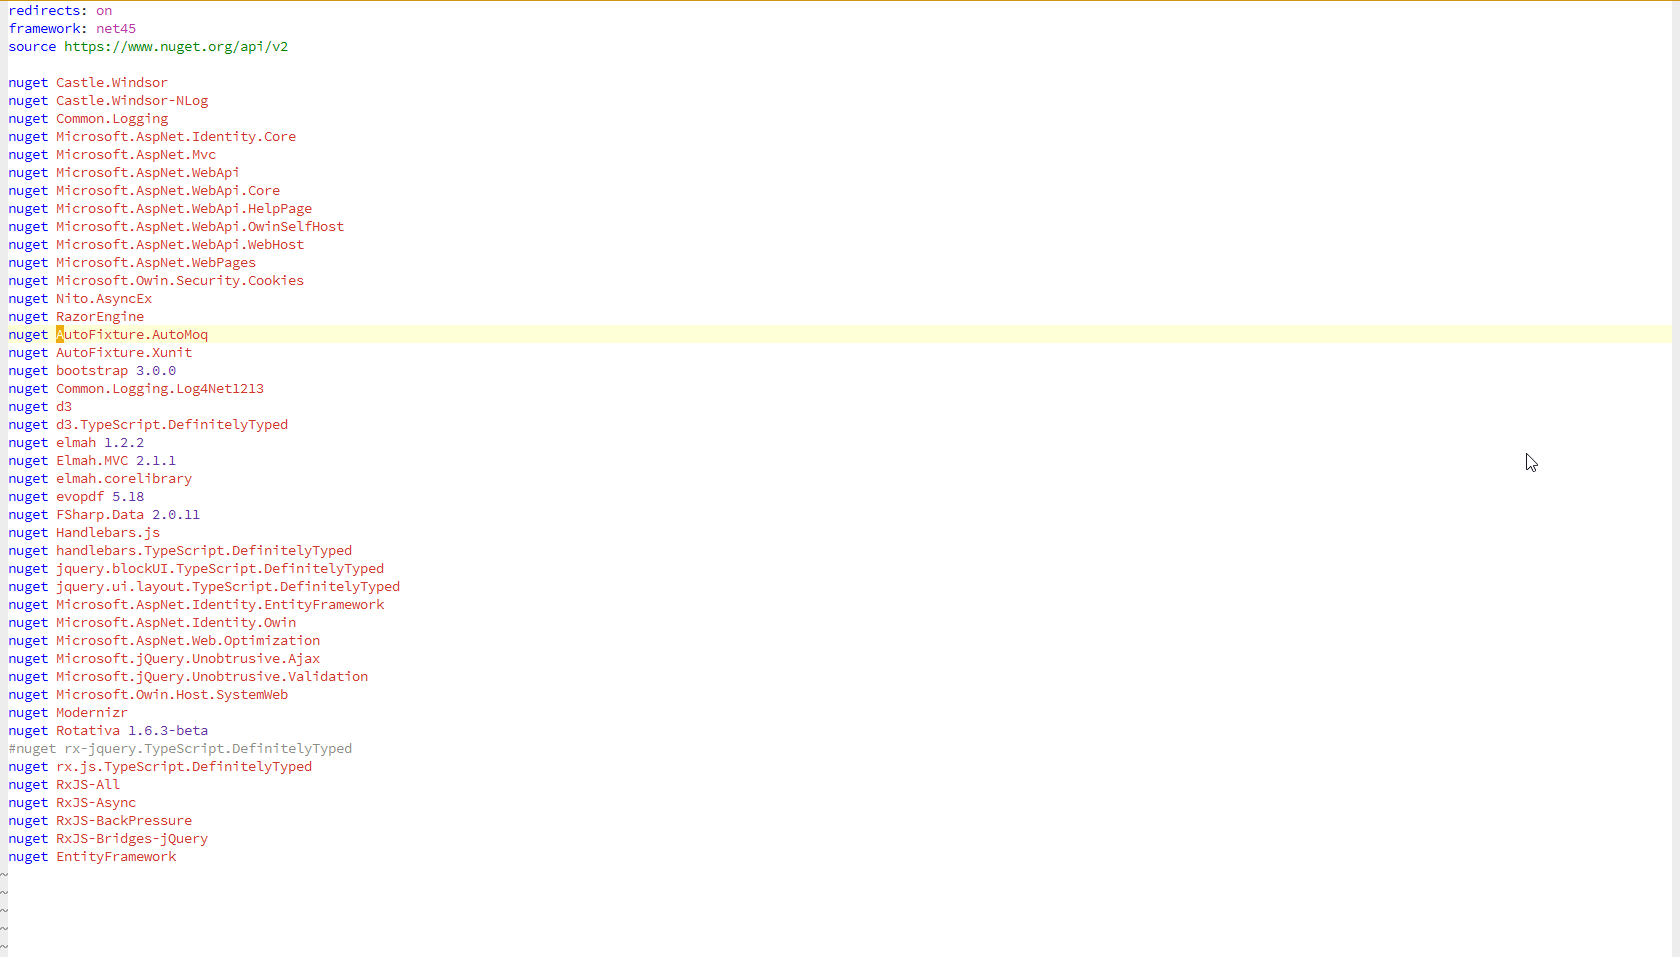 redirects: on
framework: net45
source https://www.nuget.org/api/v2
nuget Castle.Windsor
nuget Castle.Windsor-NLog
nuget Common.Logging
nuget Microsoft.AspNet.Identity.Core
nuget Microsoft.AspNet.Mvc
nuget Microsoft.AspNet.WebApi
nuget Microsoft.AspNet.WebApi.Core
nuget Microsoft.AspNet.WebApi.HelpPage
nuget Microsoft.AspNet.WebApi.OwinSelfHost
nuget Microsoft.AspNet.WebApi.WebHost
nuget Microsoft.AspNet.WebPages
nuget Microsoft.Owin.Security.Cookies
nuget Nito.AsyncEx
nuget RazorEngine
nuget AutoFixture.AutoMoq
nuget AutoFixture.Xunit
nuget bootstrap 3.0.0
nuget Common.Logging.Log4Net1213
nuget d3
nuget d3.TypeScript.DefinitelyTyped
nuget elmah 1.2.2
nuget Elmah.MVC 2.1.1
nuget elmah.corelibrary
nuget evopdf 5.18
nuget FSharp.Data 2.0.11
nuget Handlebars.js
nuget handlebars.TypeScript.DefinitelyTyped
nuget jquery.blockUI.TypeScript.DefinitelyTyped
nuget jquery.ui.layout.TypeScript.DefinitelyTyped
nuget Microsoft.AspNet.Identity.EntityFramework
nuget Microsoft.AspNet.Identity.Owin
nuget Microsoft.AspNet.Web.Optimization
nuget Microsoft.jQuery.Unobtrusive.Ajax
nuget Microsoft.jQuery.Unobtrusive.Validation
nuget Microsoft.Owin.Host.SystemWeb
nuget Modernizr
nuget Rotativa 1.6.3-beta
#nuget rx-jquery.TypeScript.DefinitelyTyped
nuget rx.js.TypeScript.DefinitelyTyped
nuget RxJS-All
nuget RxJS-Async
nuget RxJS-BackPressure
nuget RxJS-Bridges-jQuery
nuget EntityFramework
~
~
~
~
~